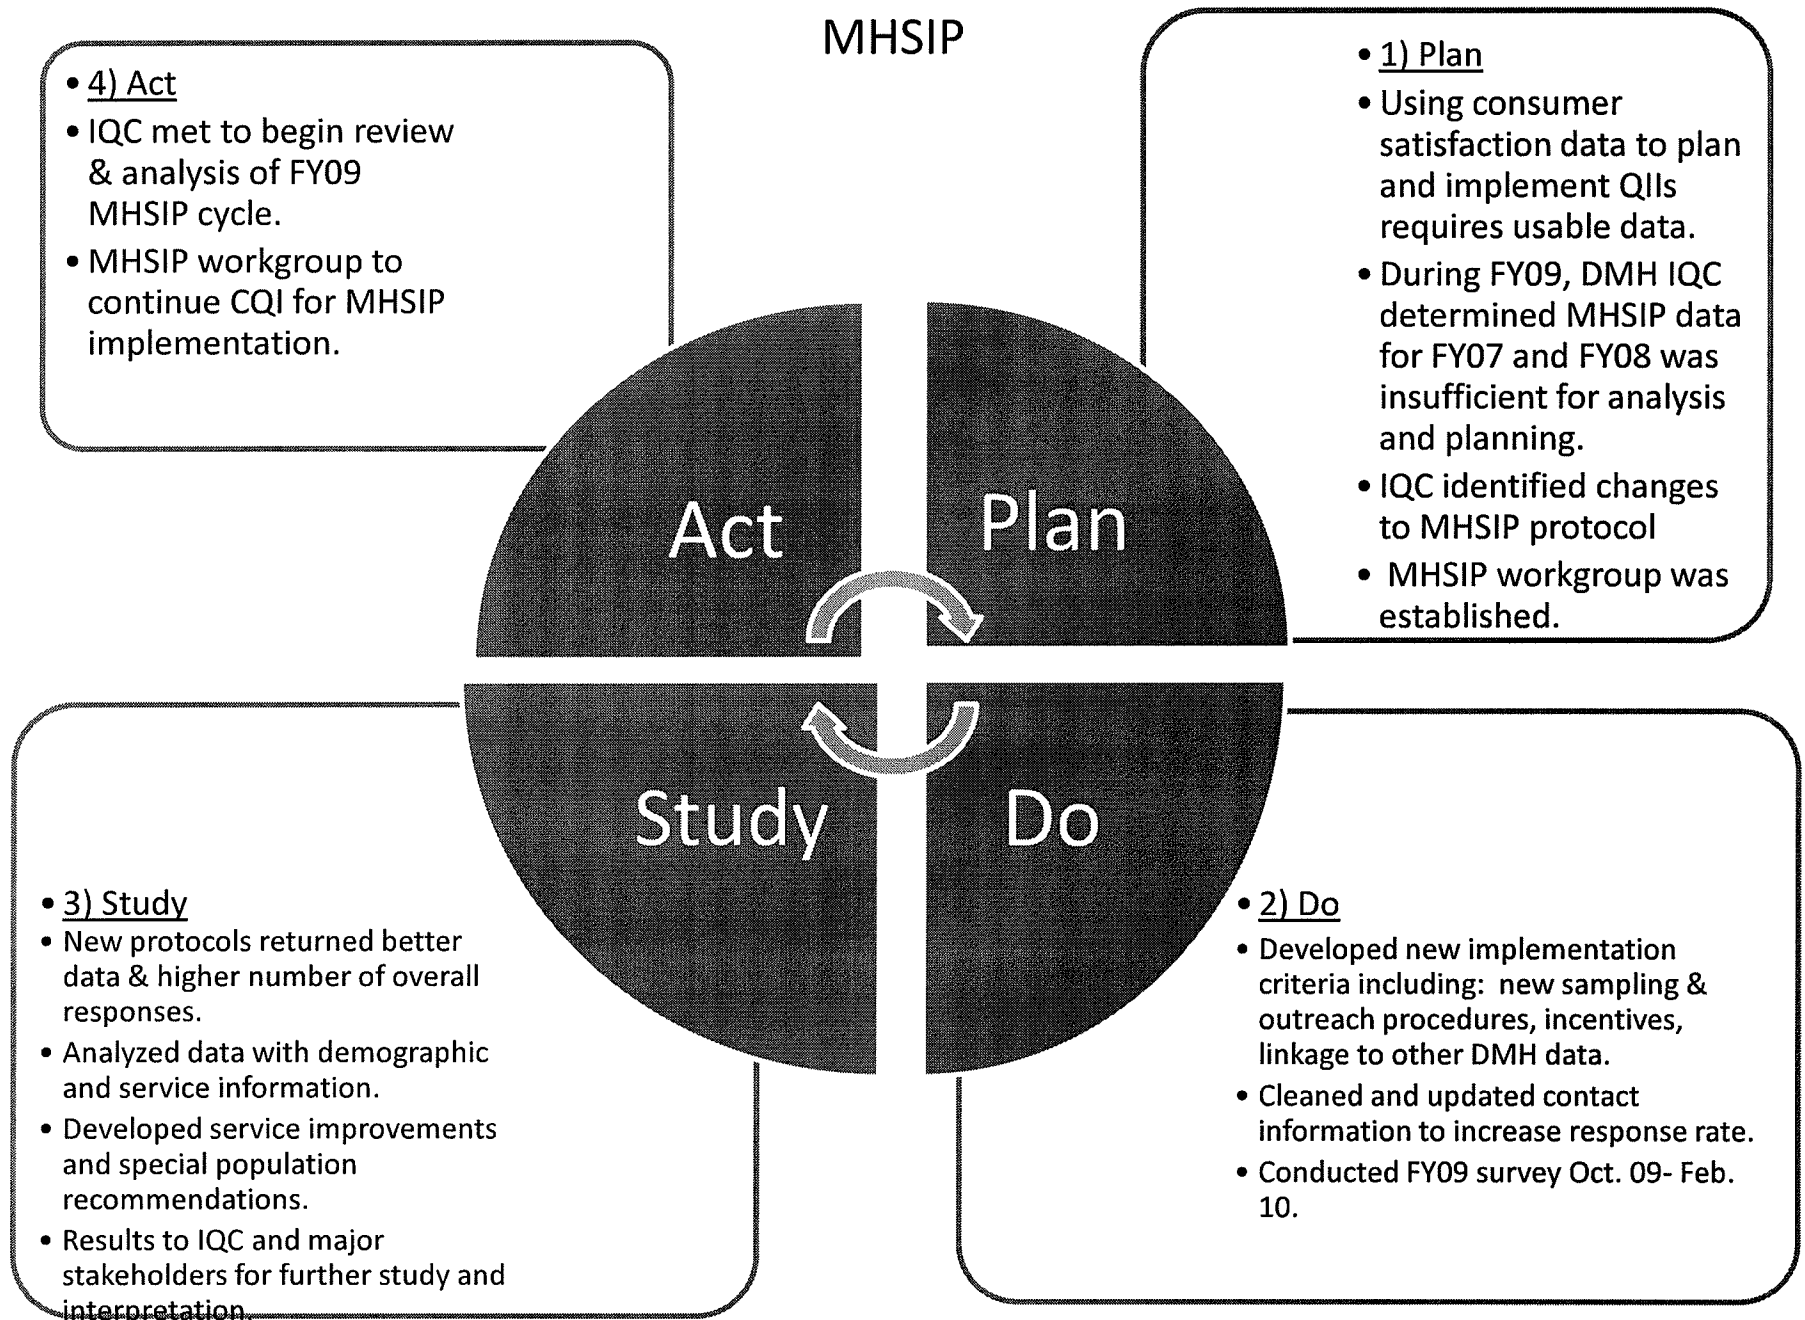 MHSIP
• 4) Act
• IQC met to begin review
& analysis of FY09
MHSIP cycle.
• MHSIP workgroup to
continue CQI for MHSIP
implementation.
• 1) Plan
• Using consumer
satisfaction data to plan
and implement QIIs
requires usable data.
• During FY09, DMH IQC
determined MHSIP data
for FY07 and FY08 was
insufficient for analysis
and planning.
• IQC identified changes
to MHSIP protocol
• MHSIP workgroup was
established.
Act
Plan
Study
Do
• 3) Study
• New protocols returned better
data & higher number of overall
responses.
• Analyzed data with demographic
and service information.
• Developed service improvements
and special population
recommendations.
• Results to IQC and major
stakeholders for further study and
interpretation.
• 2) Do
• Developed new implementation
criteria including: new sampling &
outreach procedures, incentives,
linkage to other DMH data.
• Cleaned and updated contact
information to increase response rate.
• Conducted FY09 survey Oct. 09- Feb.
10.